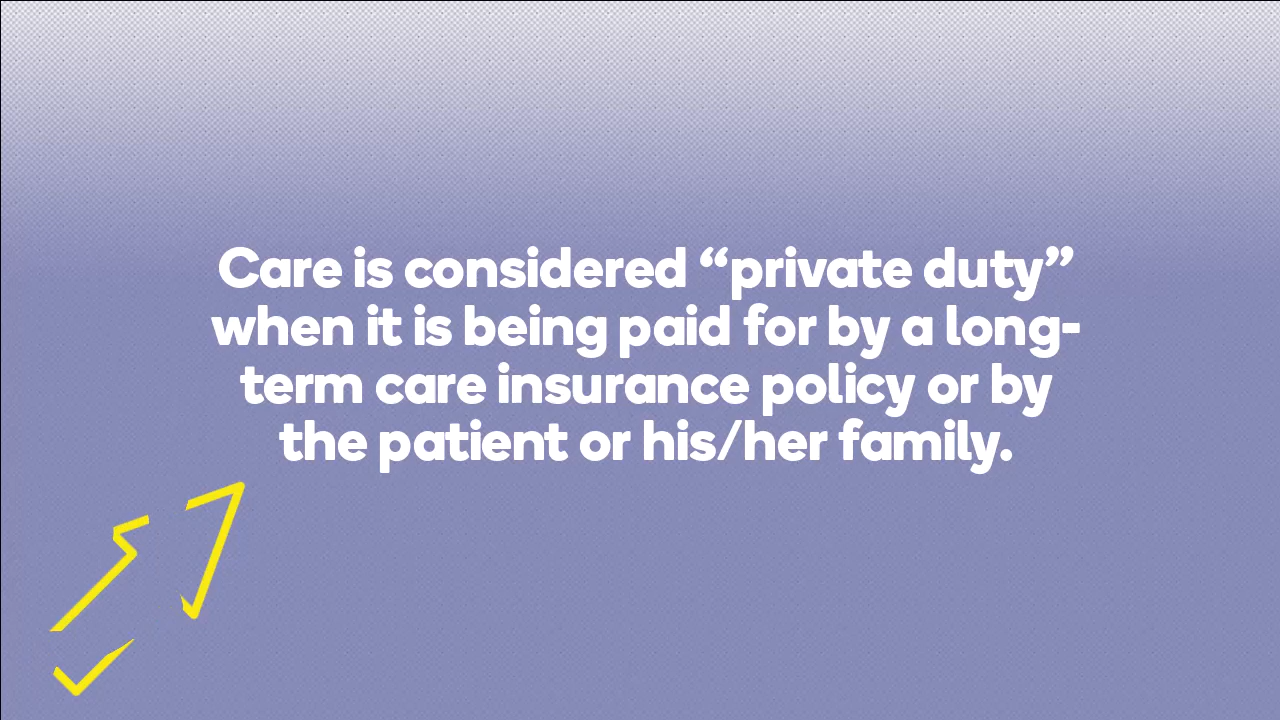 Care is considered “private duty”
when it is being paid for by a long-
term care insurance policy or by
the patient or his/her family.